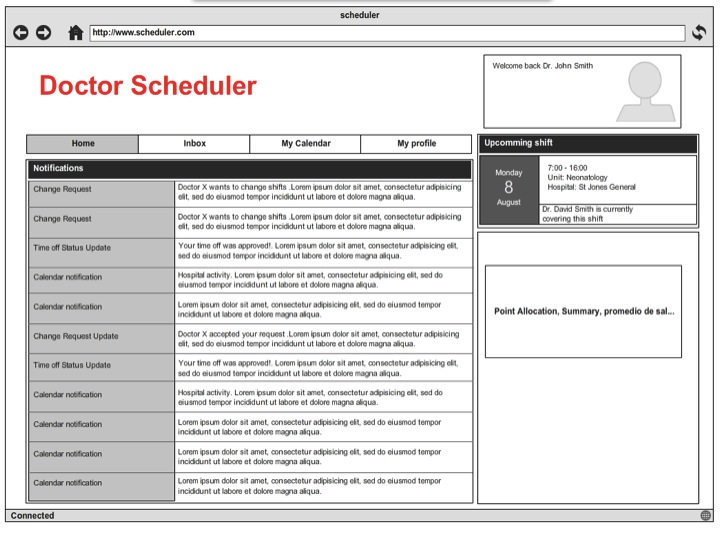 scheduler
http://www.scheduler.com
Welcome back Dr. John Smith
Doctor Scheduler
Home
Inbox
My Calendar
My profile
Upcomming shift
Monday
8
August
7:00 - 16:00
Unit: Neonatology
Hospital: St Jones General
Dr. David Smith is currently
covering this shift
Point Allocation, Summary, promedio de sal...
Notifications
Change Request
Doctor X wants to change shifts .Lorem ipsum dolor sit amet, consectetur adipisicing
elit, sed do eiusmod tempor incididunt ut labore et dolore magna aliqua.
Change Request
Doctor X wants to change shifts .Lorem ipsum dolor sit amet, consectetur adipisicing
elit, sed do eiusmod tempor incididunt ut labore et dolore magna aliqua.
Time off Status Update
Your time off was approved!. Lorem ipsum dolor sit amet, consectetur adipisicing elit,
sed do eiusmod tempor incididunt ut labore et dolore magna aliqua.
Calendar notification
Hospital activity. Lorem ipsum dolor sit amet, consectetur adipisicing elit, sed do
eiusmod tempor incididunt ut labore et dolore magna aliqua.
Calendar notification
Lorem ipsum dolor sit amet, consectetur adipisicing elit, sed do eiusmod tempor
incididunt ut labore et dolore magna aliqua.
Change Request Update
Doctor X accepted your request .Lorem ipsum dolor sit amet, consectetur adipisicing
elit, sed do eiusmod tempor incididunt ut labore et dolore magna aliqua.
Time off Status Update
Your time off was approved!. Lorem ipsum dolor sit amet, consectetur adipisicing elit,
sed do eiusmod tempor incididunt ut labore et dolore magna aliqua.
Calendar notification
Hospital activity. Lorem ipsum dolor sit amet, consectetur adipisicing elit, sed do
eiusmod tempor incididunt ut labore et dolore magna aliqua.
Calendar notification
Lorem ipsum dolor sit amet, consectetur adipisicing elit, sed do eiusmod tempor
incididunt ut labore et dolore magna aliqua.
Calendar notification
Lorem ipsum dolor sit amet, consectetur adipisicing elit, sed do eiusmod tempor
incididunt ut labore et dolore magna aliqua.
Calendar notification
Lorem ipsum dolor sit amet, consectetur adipisicing elit, sed do eiusmod tempor
incididunt ut labore et dolore magna aliqua.
Connected